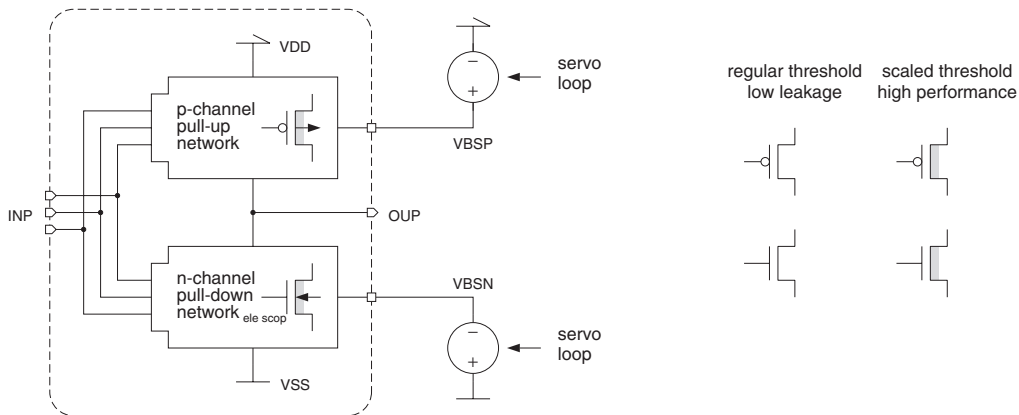 VDD
p-channel
pull-up
network
−
+
servo
loop
VBSP
INP
OUP
n-channel
pull-down
network
ele scop
VBSN
−
+
servo
loop
VSS
regular threshold
low leakage
scaled threshold
high performance